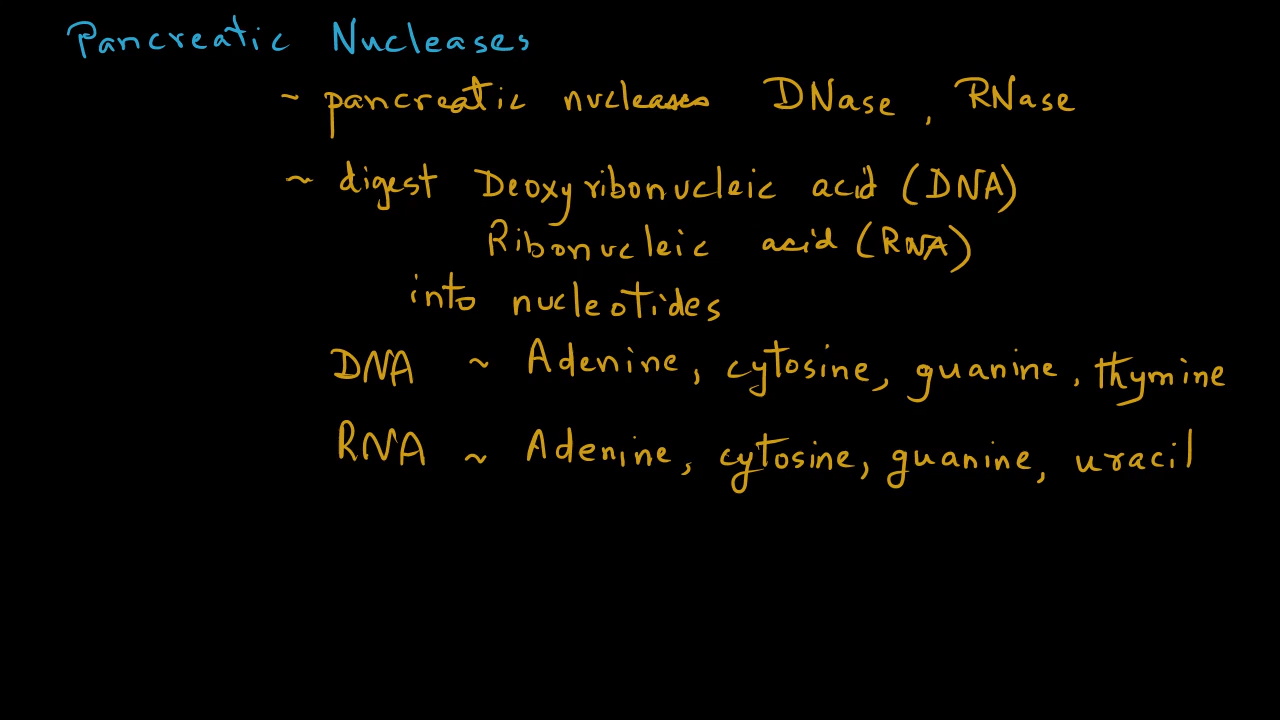 Pancreatic Nucleases
~ pancreatic nucleases DNase, RNase
~ digest Deoxyribonucleic acid (DNA)
Ribonucleic acid (RNA)
into nucleotides
DNA ~ Adenine, cytosine, guanine, thymine
RNA ~ Adenine, cytosine, guanine, uracil